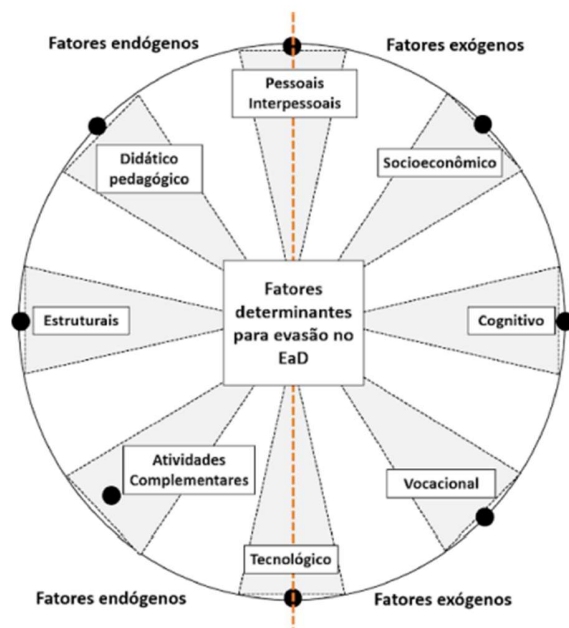 Fatores endógenos
Fatores exógenos
Pessoais
Interpessoais
Didático
pedagógico
Socioeconômico
Fatores
determinantes
para evasão no
EaD
Estruturais
Cognitivo
Atividades
Complementares
Vocacional
Tecnológico
Fatores endógenos
Fatores exógenos